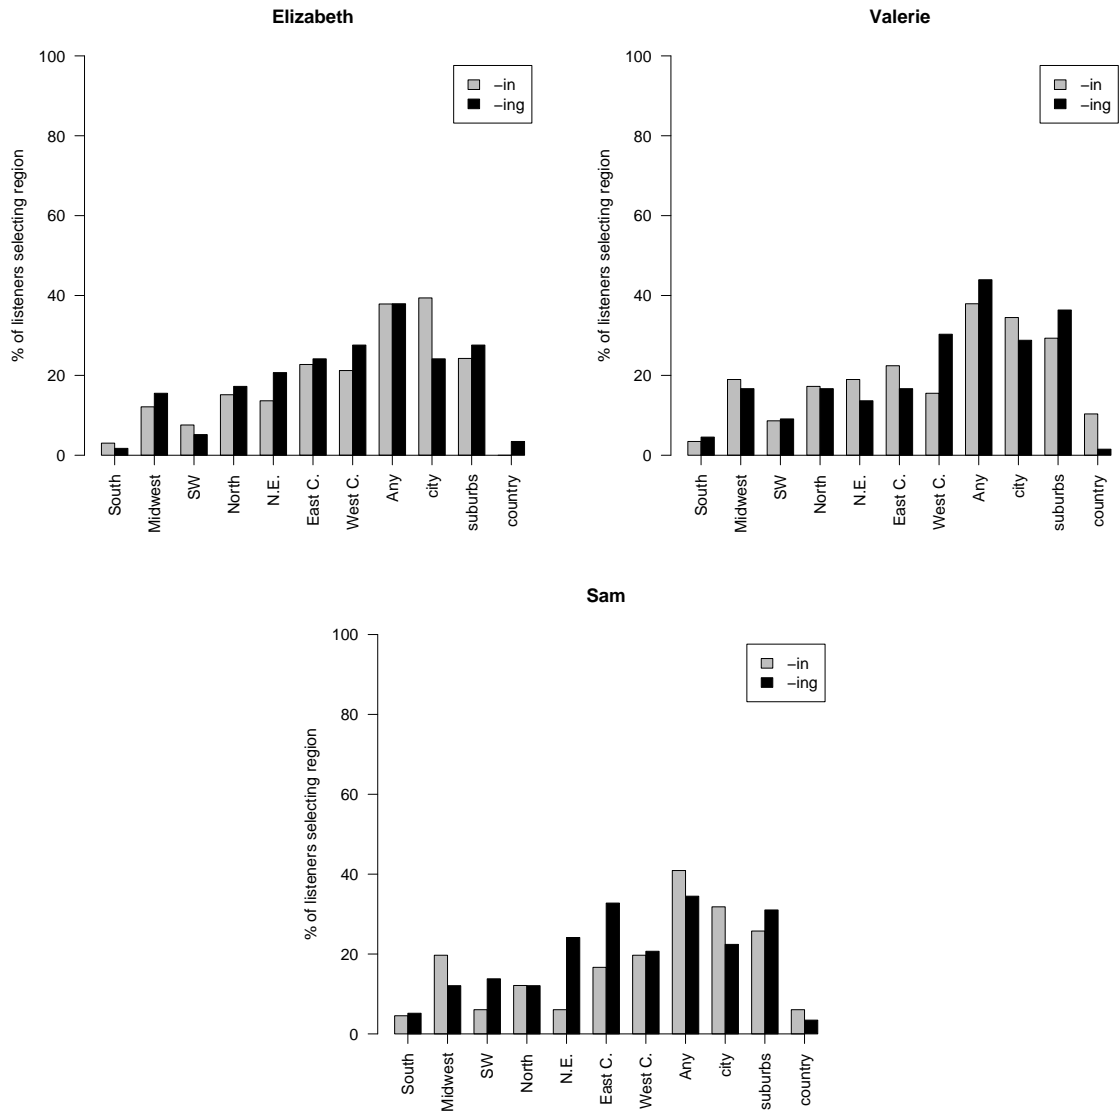 Elizabeth
% of listeners selecting region
100
80
60
40
20
0
−in
−ing
South
Midwest
SW
North
N.E.
East C.
West C.
Any
city
suburbs
country
Valerie
% of listeners selecting region
100
80
60
40
20
0
−in
−ing
South
Midwest
SW
North
N.E.
East C.
West C.
Any
city
suburbs
country
Sam
% of listeners selecting region
100
80
60
40
20
0
−in
−ing
South
Midwest
SW
North
N.E.
East C.
West C.
Any
city
suburbs
country